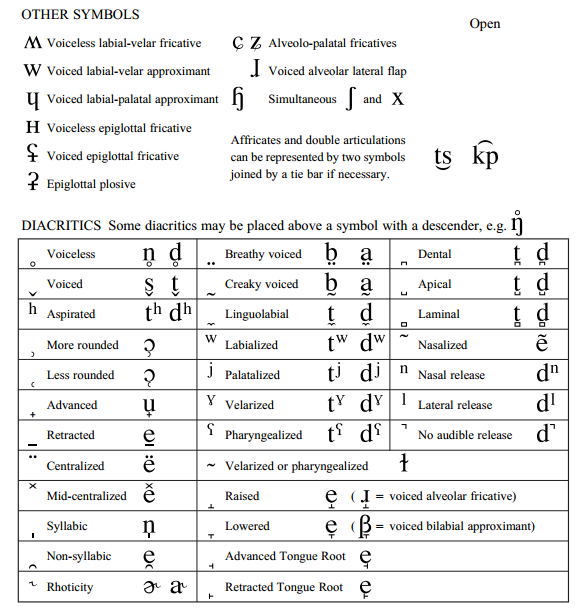 OTHER SYMBOLS
Open
ʍ Voiceless labial-velar fricative
ɕ ʑ Alveolo-palatal fricatives
w Voiced labial-velar approximant
ɺ Voiced alveolar lateral flap
ɥ Voiced labial-palatal approximant
ɧ Simultaneous ʃ and x
ʜ Voiceless epiglottal fricative
ʢ Voiced epiglottal fricative
ʡ Epiglottal plosive
Affricates and double articulations
can be represented by two symbols
joined by a tie bar if necessary.
t͜s k͡p
DIACRITICS Some diacritics may be placed above a symbol with a descender, e.g. ŋ̊
̥ Voiceless n̥ d̥
̤ Breathy voiced b̤ a̤
̪ Dental t̪ d̪
̬ Voiced s̬ t̬
̰ Creaky voiced b̰ a̰
̺ Apical t̺ d̺
ʰ Aspirated tʰ dʰ
̼ Linguolabial t̼ d̼
̻ Laminal t̻ d̻
̹ More rounded ɔ̹
ʷ Labialized tʷ dʷ
̃ Nasalized ẽ
̜ Less rounded ɔ̜
ʲ Palatalized tʲ dʲ
ⁿ Nasal release dⁿ
̟ Advanced u̟
ˠ Velarized tˠ dˠ
ˡ Lateral release dˡ
̠ Retracted e̠
ˤ Pharyngealized tˤ dˤ
̚ No audible release d̚
̈ Centralized ë
~ Velarized or pharyngealized ɫ
̽ Mid-centralized e̽
̝ Raised e̝ ( ɹ̝ = voiced alveolar fricative)
̩ Syllabic n̩
̞ Lowered e̞ ( β̞ = voiced bilabial approximant)
̯ Non-syllabic e̯
̘ Advanced Tongue Root e̘
˞ Rhoticity ɚ a˞
̙ Retracted Tongue Root e̙